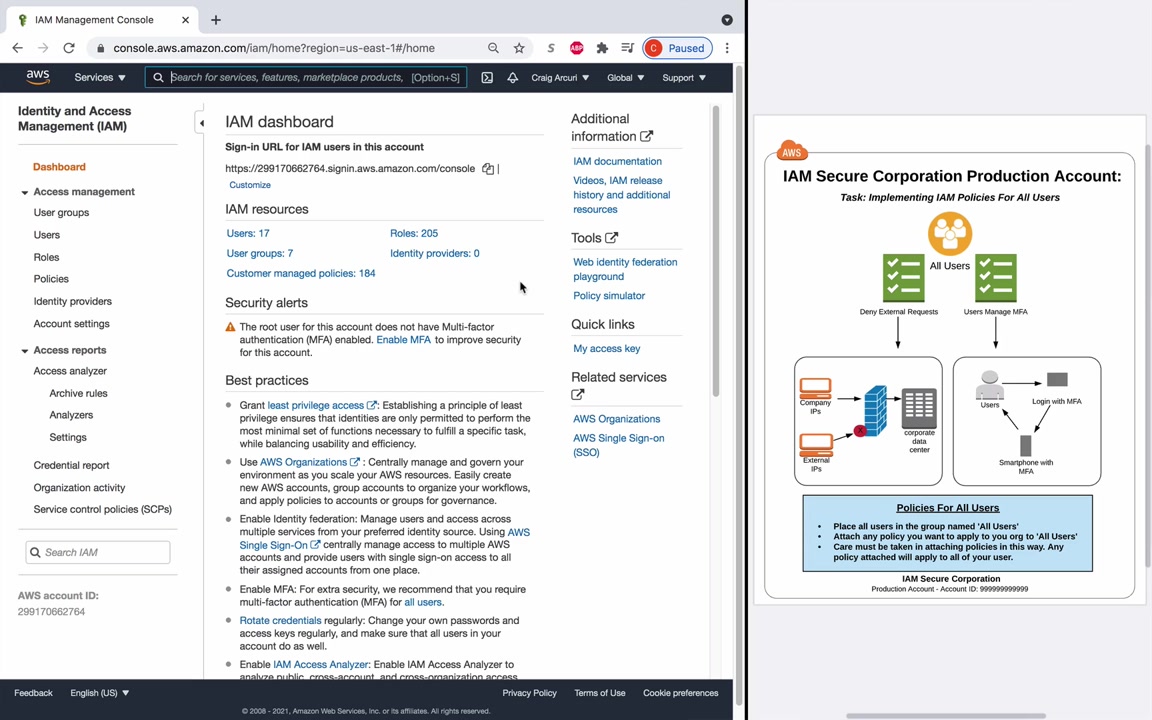 IAM Management Console
console.aws.amazon.com/iam/home?region=us-east-1#/home
S
ABP
C Paused
aws
Services
Search for services, features, marketplace products, [Option+S]
Craig Arcuri
Global
Support
Identity and Access
Management (IAM)
Dashboard
Access management
User groups
Users
Roles
Policies
Identity providers
Account settings
Access reports
Access analyzer
Archive rules
Analyzers
Settings
Credential report
Organization activity
Service control policies (SCPs)
Search IAM
AWS account ID:
299170662764
IAM dashboard
Sign-in URL for IAM users in this account
https://299170662764.signin.aws.amazon.com/console |
Customize
IAM resources
Users: 17
Roles: 205
User groups: 7
Identity providers: 0
Customer managed policies: 184
Security alerts
The root user for this account does not have Multi-factor
authentication (MFA) enabled. Enable MFA to improve security
for this account.
Best practices
Grant least privilege access : Establishing a principle of least
privilege ensures that identities are only permitted to perform the
most minimal set of functions necessary to fulfill a specific task,
while balancing usability and efficiency.
Use AWS Organizations : Centrally manage and govern your
environment as you scale your AWS resources. Easily create
new AWS accounts, group accounts to organize your workflows,
and apply policies to accounts or groups for governance.
Enable Identity federation: Manage users and access across
multiple services from your preferred identity source. Using AWS
Single Sign-On centrally manage access to multiple AWS
accounts and provide users with single sign-on access to all
their assigned accounts from one place.
Enable MFA: For extra security, we recommend that you require
multi-factor authentication (MFA) for all users.
Rotate credentials regularly: Change your own passwords and
access keys regularly, and make sure that all users in your
account do as well.
Enable IAM Access Analyzer: Enable IAM Access Analyzer to
analyze public, cross-account, and cross-organization access
Additional
information
IAM documentation
Videos, IAM release
history and additional
resources
Tools
Web identity federation
playground
Policy simulator
Quick links
My access key
Related services
AWS Organizations
AWS Single Sign-on
(SSO)
Feedback
English (US)
Privacy Policy
Terms of Use
Cookie preferences
© 2008 - 2021, Amazon Web Services, Inc. or its affiliates. All rights reserved.
AWS
IAM Secure Corporation Production Account:
Task: Implementing IAM Policies For All Users
All Users
Deny External Requests
Users Manage MFA
Company
IPs
External
IPs
X
corporate
data
center
Users
Login with MFA
Smartphone with
MFA
Policies For All Users
• Place all users in the group named 'All Users'
• Attach any policy you want to apply to you org to 'All Users'
• Care must be taken in attaching policies in this way. Any
policy attached will apply to all of your user.
IAM Secure Corporation
Production Account - Account ID: 999999999999